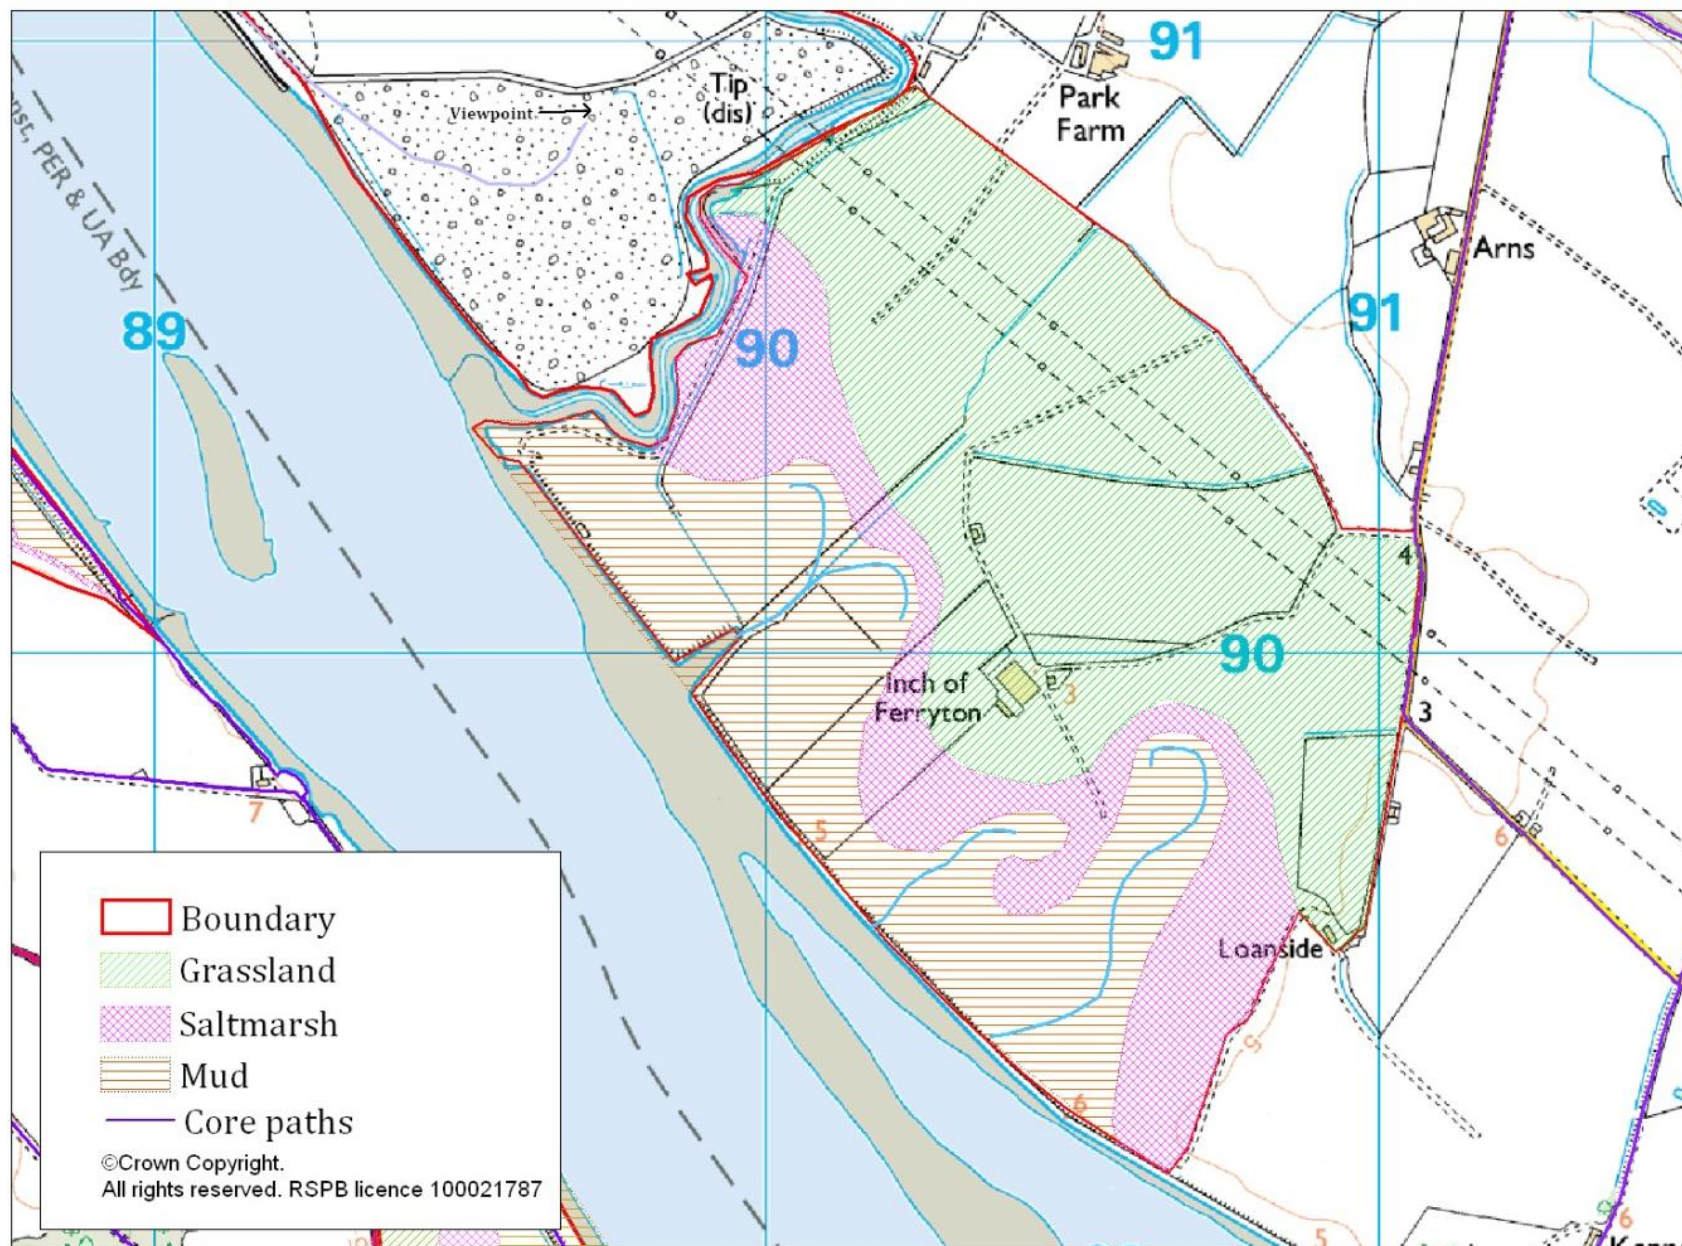 91
Tip
(dis)
Viewpoint
Park
Farm
nst, PER & UA Bdy
Arns
89
90
91
4
90
Inch of
Ferryton
3
3
7
5
6
Loanside
5
6
6
5
Boundary
Grassland
Saltmarsh
Mud
Core paths
©Crown Copyright.
All rights reserved. RSPB licence 100021787